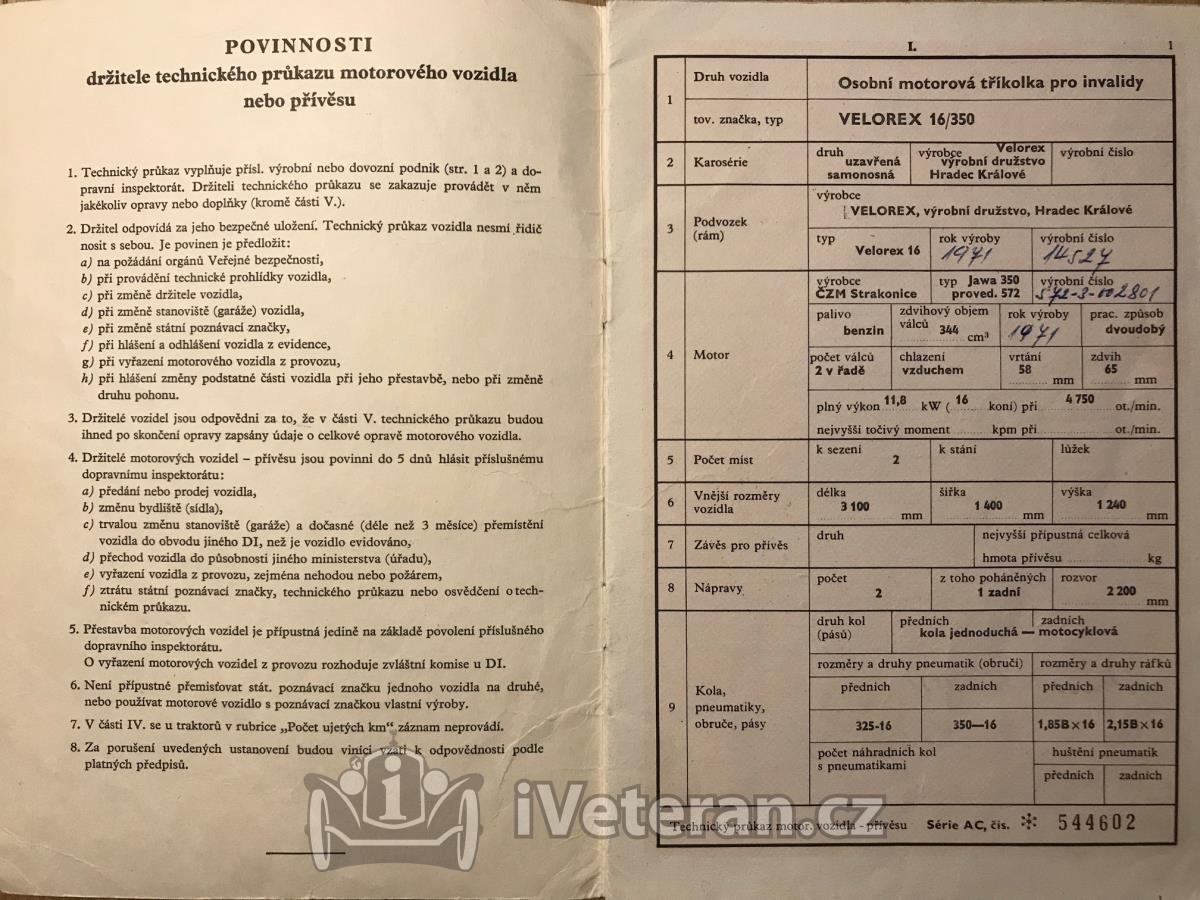 POVINNOSTI
držitele technického průkazu motorového vozidla
nebo přívěsu
1. Technický průkaz vyplňuje přísl. výrobní nebo dovozní podnik (str. 1 a 2) a do-
pravní inspektorát. Držiteli technického průkazu se zakazuje provádět v něm
jakékoliv opravy nebo doplňky (kromě části V.).
2. Držitel odpovídá za jeho bezpečné uložení. Technický průkaz vozidla nesmí řidič
nosit s sebou. Je povinen je předložit:
a) na požádání orgánů Veřejné bezpečnosti,
b) při provádění technické prohlídky vozidla,
c) při změně držitele vozidla,
d) při změně stanoviště (garáže) vozidla,
e) při změně státní poznávací značky,
f) při hlášení a odhlášení vozidla z evidence,
g) při vyřazení motorového vozidla z provozu,
h) při hlášení změny podstatné části vozidla při jeho přestavbě, nebo při změně
druhu pohonu.
3. Držitelé vozidel jsou odpovědni za to, že v části V. technického průkazu budou
ihned po skončení opravy zapsány údaje o celkové opravě motorového vozidla.
4. Držitelé motorových vozidel – přívěsu jsou povinni do 5 dnů hlásit příslušnému
dopravnímu inspektorátu:
a) předání nebo prodej vozidla,
b) změnu bydliště (sídla),
c) trvalou změnu stanoviště (garáže) a dočasné (déle než 3 měsíce) přemístění
vozidla do obvodu jiného DI, než je vozidlo evidováno,
d) přechod vozidla do působnosti jiného ministerstva (úřadu),
e) vyřazení vozidla z provozu, zejména nehodou nebo požárem,
f) ztrátu státní poznávací značky, technického průkazu nebo osvědčení o tech-
nickém průkazu.
5. Přestavba motorových vozidel je přípustná jedině na základě povolení příslušného
dopravního inspektorátu.
O vyřazení motorových vozidel z provozu rozhoduje zvláštní komise u DI.
6. Není přípustné přemisťovat stát. poznávací značku jednoho vozidla na druhé,
nebo používat motorové vozidlo s poznávací značkou vlastní výroby.
7. V části IV. se u traktorů v rubrice „Počet ujetých km“ záznam neprovádí.
8. Za porušení uvedených ustanovení budou viníci vzati k odpovědnosti podle
platných předpisů.
I. 1
1 Druh vozidla Osobní motorová tříkolka pro invalidy
tov. značka, typ VELOREX 16/350
2 Karosérie druh uzavřená samonosná výrobce Velorex výrobní družstvo Hradec Králové výrobní číslo
3 Podvozek (rám) výrobce
VELOREX, výrobní družstvo, Hradec Králové
typ Velorex 16 rok výroby 1971 výrobní číslo 14527
4 Motor výrobce ČZM Strakonice typ Jawa 350 proved. 572 výrobní číslo 572-3-002801
palivo benzin zdvihový objem válců 344 cm³ rok výroby 1971 prac. způsob dvoudobý
počet válců 2 v řadě chlazení vzduchem vrtání 58 mm zdvih 65 mm
plný výkon 11,8 kW (16 koní) při 4 750 ot./min.
nejvyšší točivý moment kpm při ot./min.
5 Počet míst k sezení 2 k stání lůžek
6 Vnější rozměry vozidla délka 3 100 mm šířka 1 400 mm výška 1 240 mm
7 Závěs pro přívěs druh nejvyšší přípustná celková
hmota přívěsu kg
8 Nápravy počet 2 z toho poháněných 1 zadní rozvor 2 200 mm
9 Kola, pneumatiky, obruče, pásy druh kol (pásů) předních zadních
kola jednoduchá — motocyklová
rozměry a druhy pneumatik (obručí) rozměry a druhy ráfků
předních zadních předních zadních
325-16 350—16 1,85B×16 2,15B×16
počet náhradních kol s pneumatikami huštění pneumatik
předních zadních
Technický průkaz motor. vozidla - přívěsu Série AC, čís. * 544602
iVeteran.cz